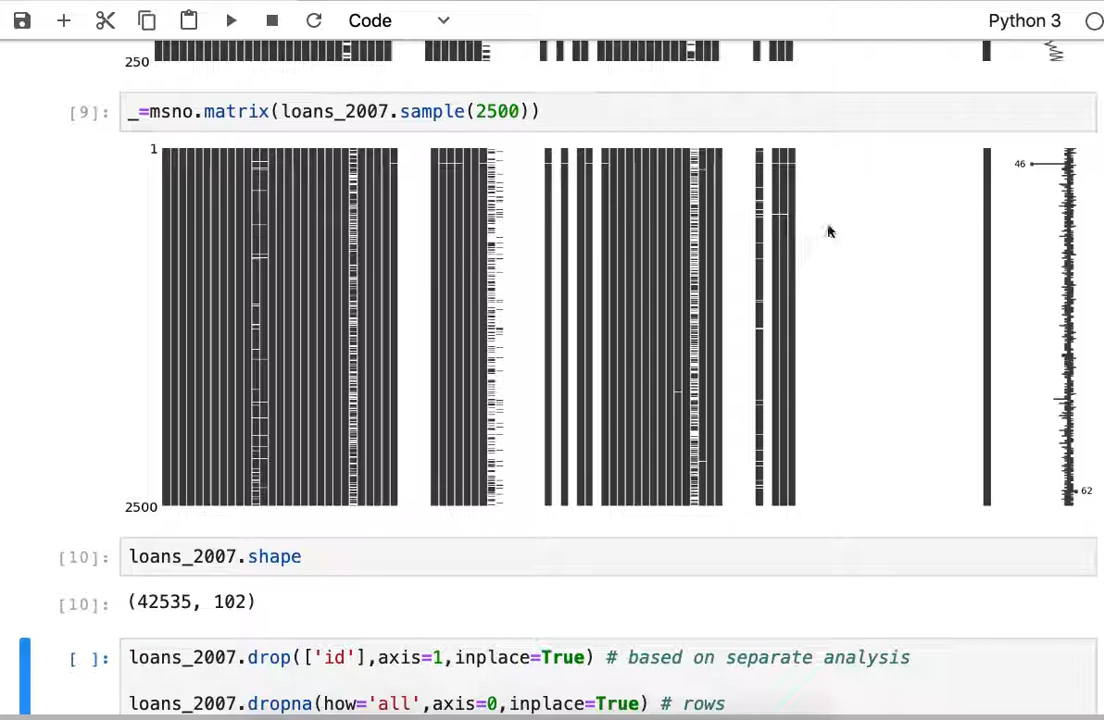 Code Python 3
250
[9]: _=msno.matrix(loans_2007.sample(2500))
1
46
62
2500
[10]: loans_2007.shape
[10]: (42535, 102)
[ ]: loans_2007.drop(['id'],axis=1,inplace=True) # based on separate analysis
loans_2007.dropna(how='all',axis=0,inplace=True) # rows